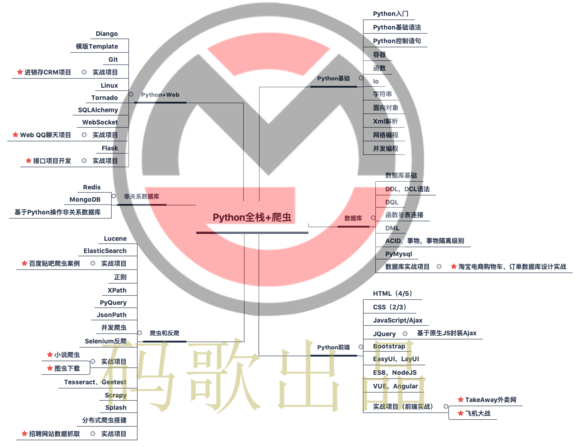 Python全栈+爬虫
Python+Web
Diango
模版Template
Git
进销存CRM项目
实战项目
Linux
Tornado
SQLAlchemy
WebSocket
Web QQ聊天项目
实战项目
Flask
接口项目开发
实战项目
非关系数据库
Redis
MongoDB
基于Python操作非关系数据库
爬虫和反爬
Lucene
ElasticSearch
百度贴吧爬虫案例
实战项目
正则
XPath
PyQuery
JsonPath
并发爬虫
Selenium反爬
小说爬虫
图虫下载
实战项目
Tesseract、Geetest
Scrapy
Splash
分布式爬虫搭建
招聘网站数据抓取
实战项目
Python基础
Python入门
Python基础语法
Python控制语句
容器
函数
io
字符串
面向对象
Xml解析
网络编程
并发编程
数据库
数据库基础
DDL、DCL语法
DQL
函数与表连接
DML
ACID、事物、事物隔离级别
PyMysql
数据库实战项目
淘宝电商购物车、订单数据库设计实战
Python前端
HTML（4/5）
CSS（2/3）
JavaScript/Ajax
JQuery
基于原生JS封装Ajax
Bootstrap
EasyUI、LayUI
ES8、NodeJS
VUE、Angular
实战项目（前端实战）
TakeAway外卖网
飞机大战
码歌出品